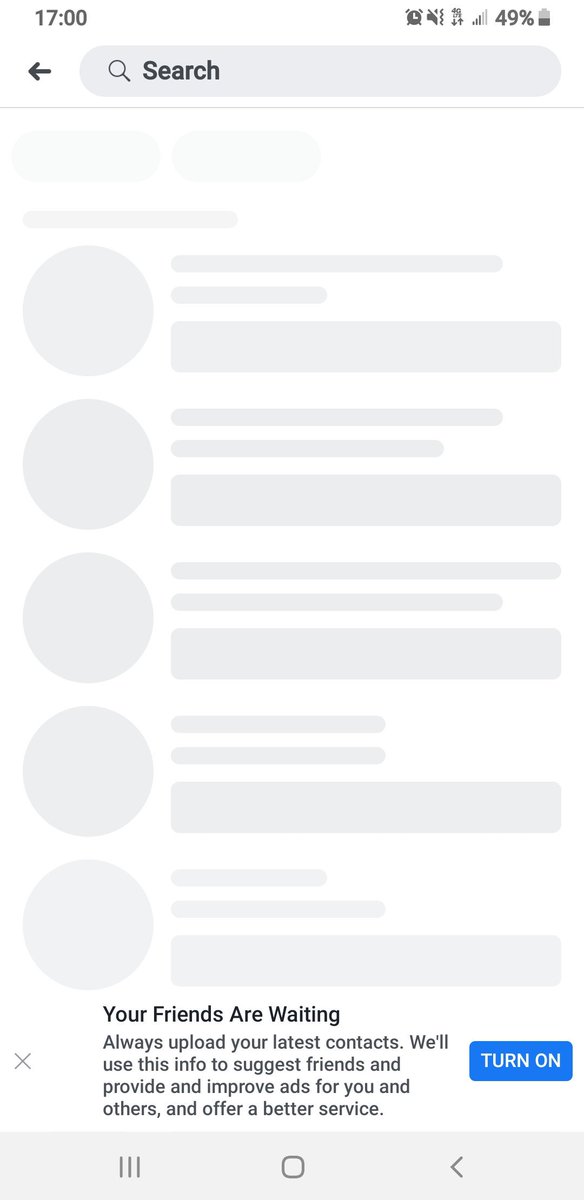 17:00
49%
Search
Your Friends Are Waiting
Always upload your latest contacts. We'll
use this info to suggest friends and
provide and improve ads for you and
others, and offer a better service.
TURN ON